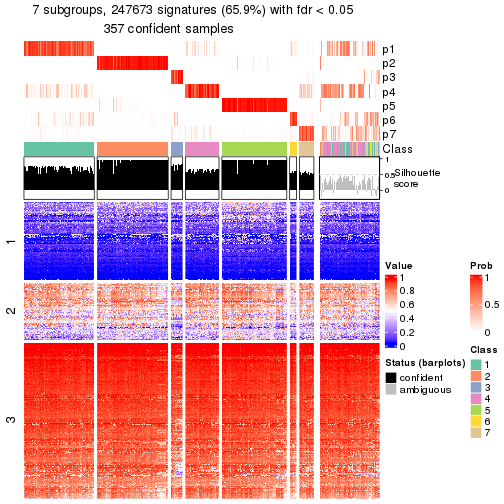 7 subgroups, 247673 signatures (65.9%) with fdr < 0.05
357 confident samples
p1
p2
p3
p4
p5
p6
p7
Class
1
0.5
0
Silhouette
score
1
2
3
Value
1
0.8
0.6
0.4
0.2
0
Status (barplots)
confident
ambiguous
Prob
1
0.5
0
Class
1
2
3
4
5
6
7